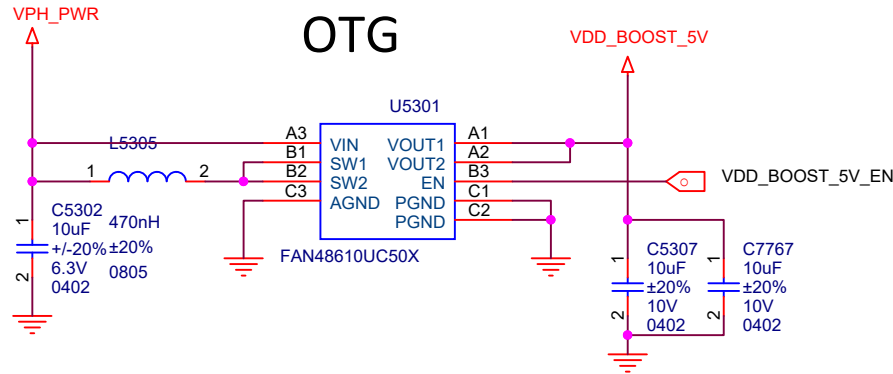 VPH_PWR
OTG
VDD_BOOST_5V
U5301
L5305
1
2
A3
B1
B2
C3
VIN
SW1
SW2
AGND
VOUT1
VOUT2
EN
PGND
PGND
A1
A2
B3
C1
C2
VDD_BOOST_5V_EN
FAN48610UC50X
1
2
C5302
10uF
+/-20%
6.3V
0402
470nH
±20%
0805
1
2
C5307
10uF
±20%
10V
0402
1
2
C7767
10uF
±20%
10V
0402